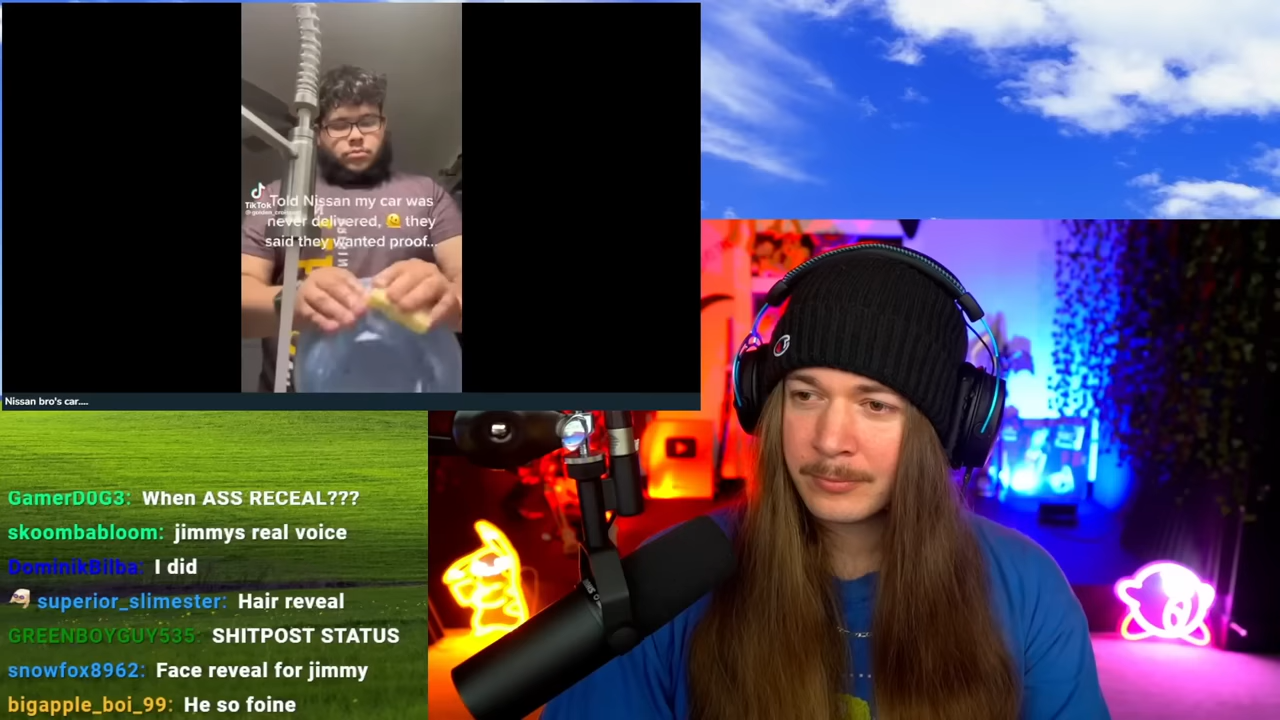 TikTok
Told Nissan my car was
never delivered, 🫠 they
said they wanted proof...
Nissan bro's car....
GamerD0G3: When ASS RECEAL???
skoombabloom: jimmys real voice
DominikBilba: I did
superior_slimester: Hair reveal
GREENBOYGUY535: SHITPOST STATUS
snowfox8962: Face reveal for jimmy
bigapple_boi_99: He so foine